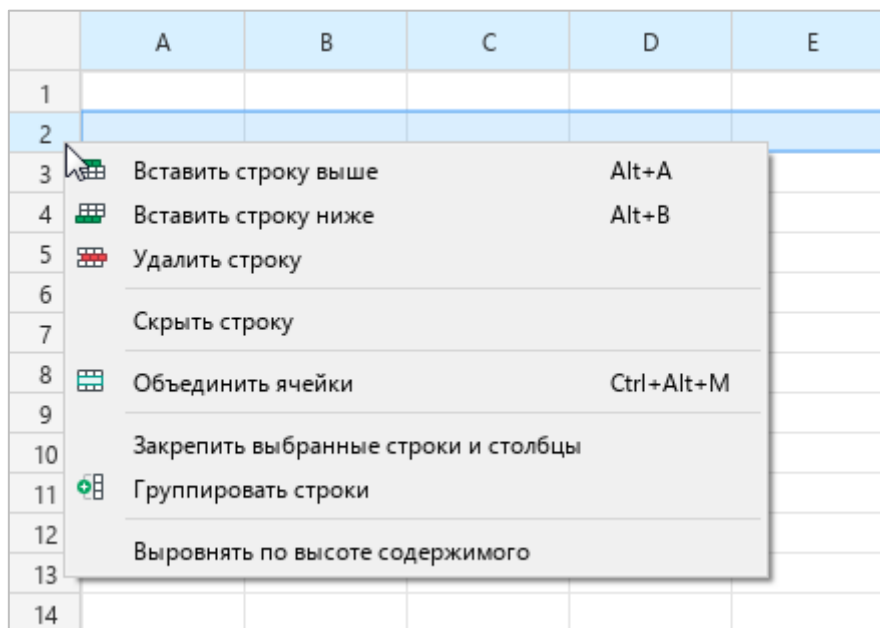 A B C D E
1
2
3 Вставить строку выше Alt+A
4 Вставить строку ниже Alt+B
5 Удалить строку
6
7 Скрыть строку
8 Объединить ячейки Ctrl+Alt+M
9
10 Закрепить выбранные строки и столбцы
11 Группировать строки
12
13 Выровнять по высоте содержимого
14